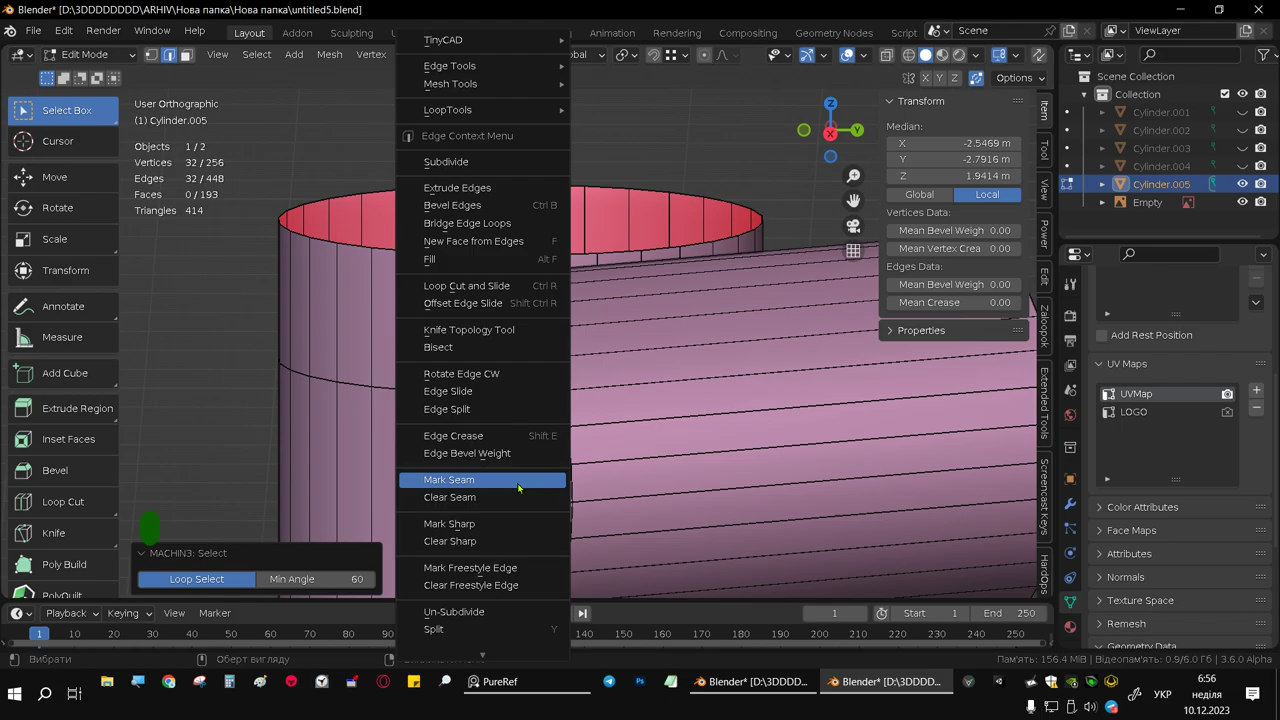 Blender* [D:\3DDDDDDDD\ARHIV\Нова папка\Нова папка\untitled5.blend]
File Edit Render Window Help Layout Animation Rendering Compositing Geometry Nodes Scene ViewLayer
Edit Mode View Select Add Mesh Vertex
Options
Select Box
Cursor
Move
Rotate
Scale
Transform
Annotate
Measure
Add Cube
Extrude Region
Inset Faces
Bevel
Loop Cut
Knife
Poly Build
User Orthographic
(1) Cylinder.005
Objects 1 / 2
Vertices 32 / 256
Edges 32 / 448
Faces 0 / 193
Triangles 414
TinyCAD
Edge Tools
Mesh Tools
LoopTools
Edge Context Menu
Subdivide
Extrude Edges
Bevel Edges Ctrl B
Bridge Edge Loops
New Face from Edges F
Fill Alt F
Loop Cut and Slide Ctrl R
Offset Edge Slide Shift Ctrl R
Knife Topology Tool
Bisect
Rotate Edge CW
Edge Slide
Edge Split
Edge Crease Shift E
Edge Bevel Weight
Mark Seam
Clear Seam
Mark Sharp
Clear Sharp
Mark Freestyle Edge
Clear Freestyle Edge
Un-Subdivide
Split Y
MACHIN3: Select
Loop Select Min Angle 60
X Y Z
Z
Y
X
Transform
Median:
X -2.5469 m
Y -2.7916 m
Z 1.9414 m
Global Local
Vertices Data:
Mean Bevel Weigh 0.00
Mean Vertex Crea 0.00
Edges Data:
Mean Bevel Weigh 0.00
Mean Crease 0.00
Properties
Item
Tool
View
Power
Edit
Zaloopok
Extended Tools
Screencast Keys
HardOps
Scene Collection
Collection
Cylinder.001
Cylinder.002
Cylinder.003
Cylinder.004
Cylinder.005
Empty
Add Rest Position
UV Maps
UVMap
LOGO
Color Attributes
Face Maps
Attributes
Normals
Texture Space
Remesh
Geometry Data
Playback Keying View Marker 1 Start 1 End 250
1 10 20 30 40 50 60 70 80 90 140 150 160 170 180 190 200 210 220 230 240 250
Вибрати Оберт вигляду Пам'ять: 156.4 MiB | Відеопам'ять: 0.9/6.0 Гі | 3.6.0 Alpha
PureRef Blender* [D:\3DDDD... Blender* [D:\3DDDD...
УКР
6:56
неділя
10.12.2023